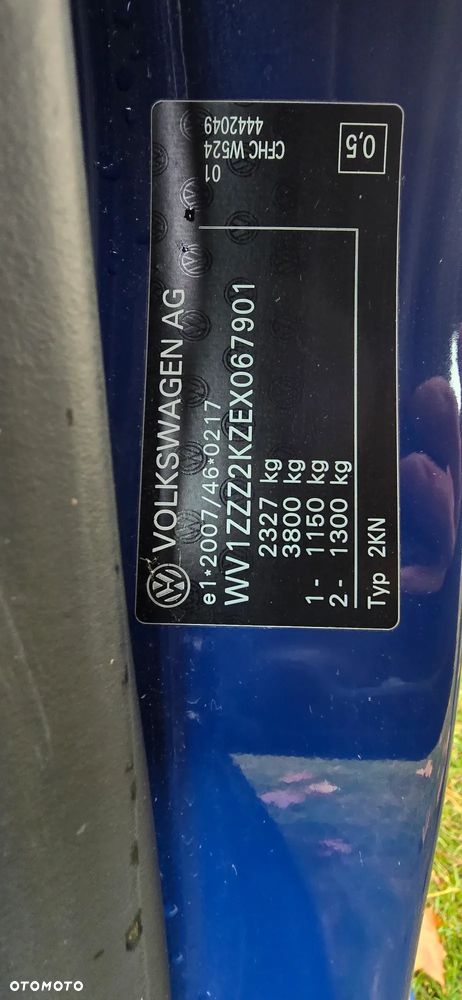 VOLKSWAGEN AG
e1*2007/46*0217
WV1ZZZ2KZEX067901
2327 kg
3800 kg
1- 1150 kg
2- 1300 kg
Typ 2KN
01
CFHC W524
4442049
0,5
OTOMOTO